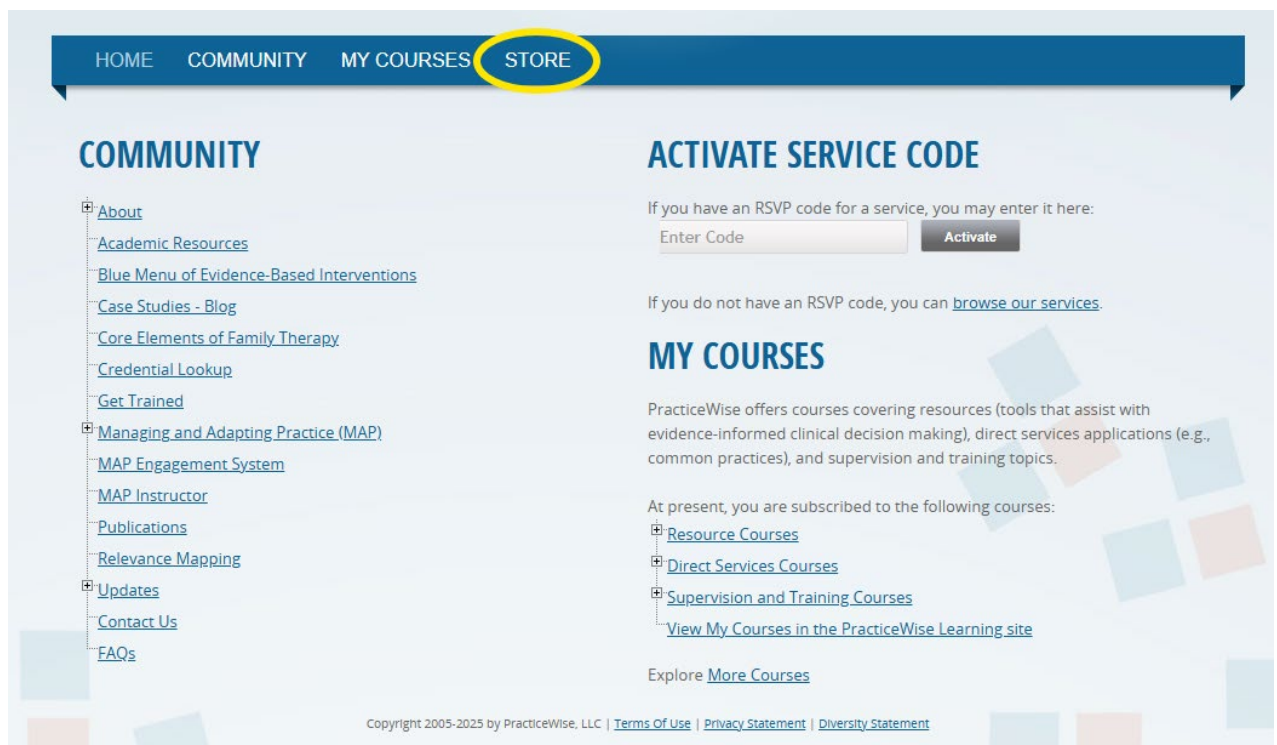 HOME COMMUNITY MY COURSES STORE
COMMUNITY
About
Academic Resources
Blue Menu of Evidence-Based Interventions
Case Studies - Blog
Core Elements of Family Therapy
Credential Lookup
Get Trained
Managing and Adapting Practice (MAP)
MAP Engagement System
MAP Instructor
Publications
Relevance Mapping
Updates
Contact Us
FAQs
ACTIVATE SERVICE CODE
If you have an RSVP code for a service, you may enter it here:
Enter Code Activate
If you do not have an RSVP code, you can browse our services.
MY COURSES
PracticeWise offers courses covering resources (tools that assist with
evidence-informed clinical decision making), direct services applications (e.g.,
common practices), and supervision and training topics.
At present, you are subscribed to the following courses:
Resource Courses
Direct Services Courses
Supervision and Training Courses
View My Courses in the PracticeWise Learning site
Explore More Courses
Copyright 2005-2025 by PracticeWise, LLC | Terms Of Use | Privacy Statement | Diversity Statement